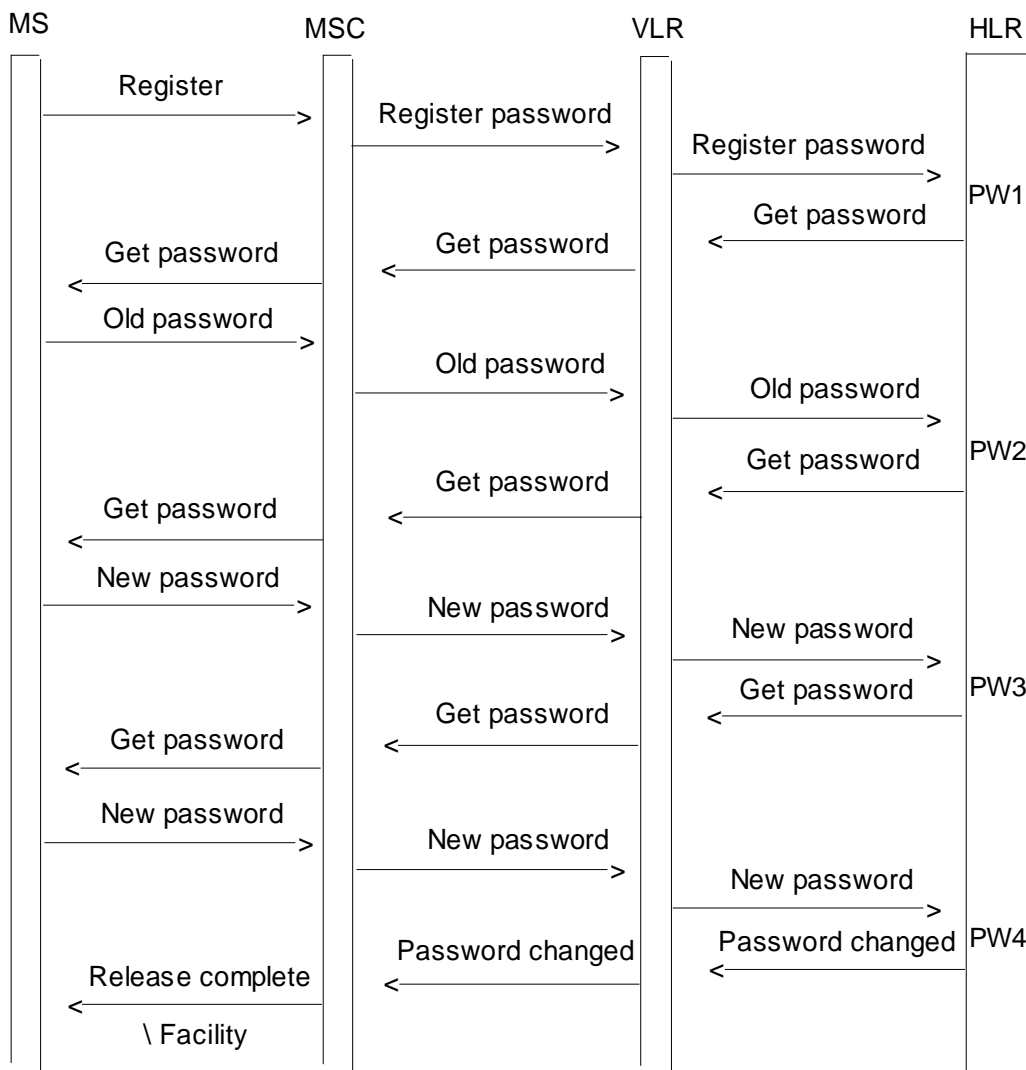 MS
MSC
VLR
HLR
Register
Register password
Register password
PW1
Get password
Get password
Get password
Old password
Old password
Old password
PW2
Get password
Get password
Get password
New password
New password
New password
PW3
Get password
Get password
Get password
New password
New password
New password
PW4
Password changed
Password changed
Release complete
\ Facility